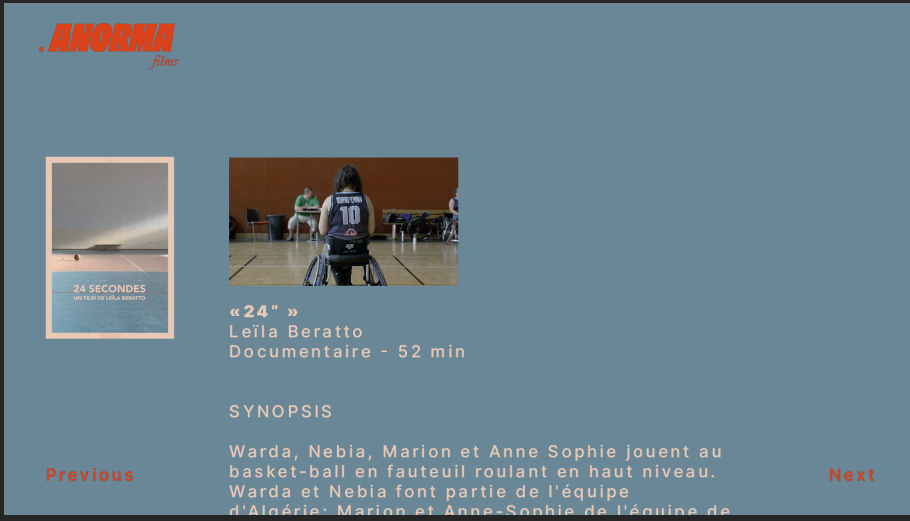 . ANORMA
films
24 SECONDES
UN FILM DE LEÏLA BERATTO
10
«24” »
Leïla Beratto
Documentaire - 52 min
SYNOPSIS
Warda, Nebia, Marion et Anne Sophie jouent au
basket-ball en fauteuil roulant en haut niveau.
Warda et Nebia font partie de l'équipe
d'Algérie; Marion et Anne-Sophie de l'équipe de
Previous
Next